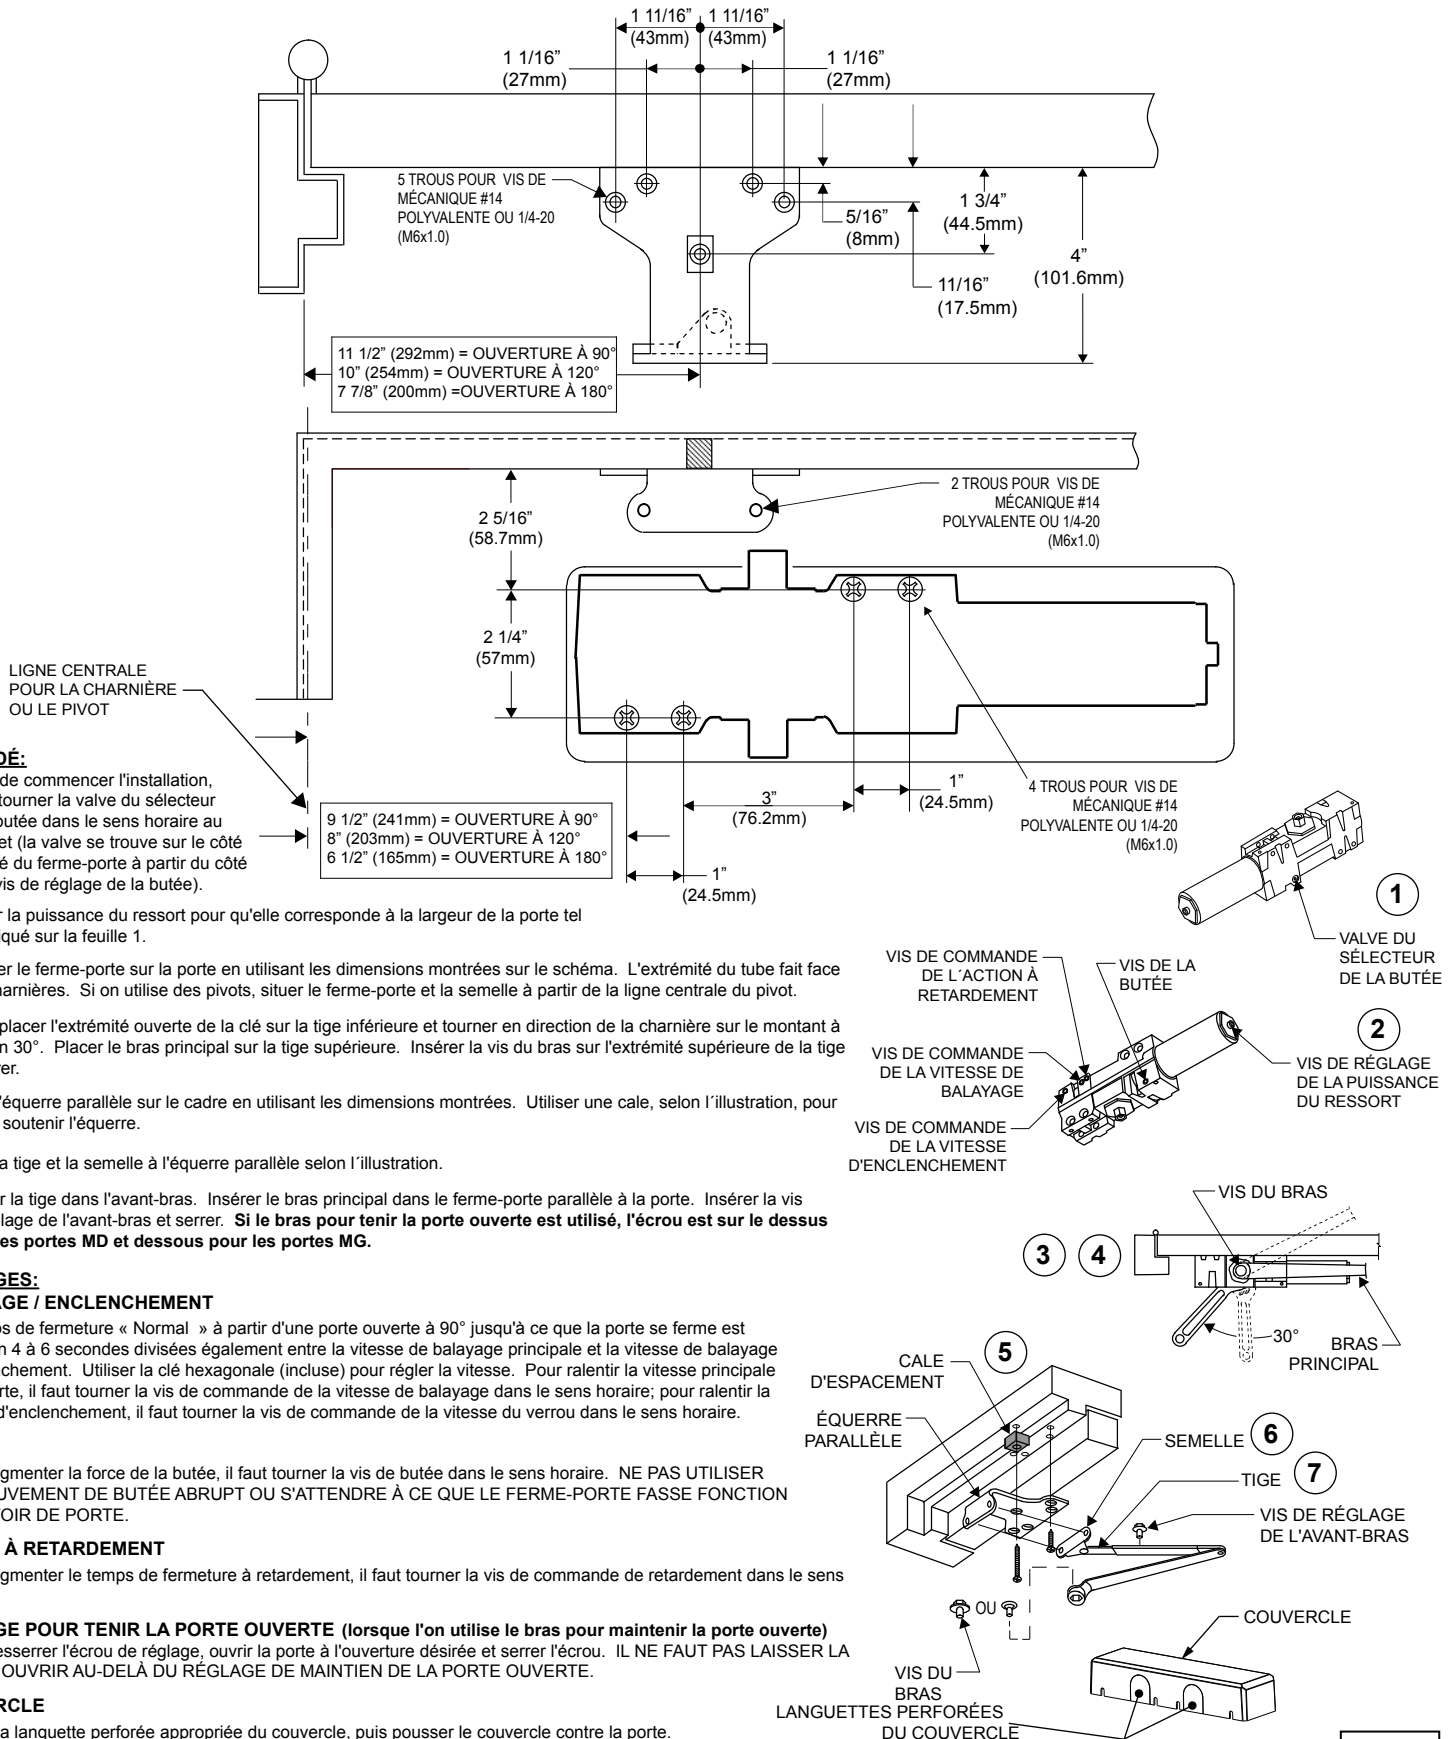 1 11/16” 1 11/16”
(43mm) (43mm)
1 1/16”
(27mm)
1 1/16”
(27mm)
5 TROUS POUR VIS DE
MÉCANIQUE #14
POLYVALENTE OU 1/4-20
(M6x1.0)
1 3/4”
(44.5mm)
5/16”
(8mm)
4”
(101.6mm)
11/16”
(17.5mm)
11 1/2” (292mm) = OUVERTURE À 90°
10” (254mm) = OUVERTURE À 120°
7 7/8” (200mm) =OUVERTURE À 180°
2 TROUS POUR VIS DE
MÉCANIQUE #14
POLYVALENTE OU 1/4-20
(M6x1.0)
2 5/16”
(58.7mm)
2 1/4”
(57mm)
LIGNE CENTRALE
POUR LA CHARNIÈRE
OU LE PIVOT
1”
(24.5mm)
3”
(76.2mm)
4 TROUS POUR VIS DE
MÉCANIQUE #14
POLYVALENTE OU 1/4-20
(M6x1.0)
9 1/2” (241mm) = OUVERTURE À 90°
8” (203mm) = OUVERTURE À 120°
6 1/2” (165mm) = OUVERTURE À 180°
1”
(24.5mm)
DÉ:
de commencer l'installation,
tourner la valve du sélecteur
butée dans le sens horaire au
et (la valve se trouve sur le côté
é du ferme-porte à partir du côté
vis de réglage de la butée).
r la puissance du ressort pour qu'elle corresponde à la largeur de la porte tel
iqué sur la feuille 1.
er le ferme-porte sur la porte en utilisant les dimensions montrées sur le schéma. L'extrémité du tube fait face
harnières. Si on utilise des pivots, situer le ferme-porte et la semelle à partir de la ligne centrale du pivot.
placer l'extrémité ouverte de la clé sur la tige inférieure et tourner en direction de la charnière sur le montant à
n 30°. Placer le bras principal sur la tige supérieure. Insérer la vis du bras sur l'extrémité supérieure de la tige
rer.
'équerre parallèle sur le cadre en utilisant les dimensions montrées. Utiliser une cale, selon l´illustration, pour
soutenir l'équerre.
a tige et la semelle à l'équerre parallèle selon l´illustration.
r la tige dans l'avant-bras. Insérer le bras principal dans le ferme-porte parallèle à la porte. Insérer la vis
lage de l'avant-bras et serrer. Si le bras pour tenir la porte ouverte est utilisé, l'écrou est sur le dessus
es portes MD et dessous pour les portes MG.
GES:
AGE / ENCLENCHEMENT
ps de fermeture « Normal » à partir d'une porte ouverte à 90° jusqu'à ce que la porte se ferme est
n 4 à 6 secondes divisées également entre la vitesse de balayage principale et la vitesse de balayage
nchement. Utiliser la clé hexagonale (incluse) pour régler la vitesse. Pour ralentir la vitesse principale
rte, il faut tourner la vis de commande de la vitesse de balayage dans le sens horaire; pour ralentir la
d'enclenchement, il faut tourner la vis de commande de la vitesse du verrou dans le sens horaire.
gmenter la force de la butée, il faut tourner la vis de butée dans le sens horaire. NE PAS UTILISER
UVEMENT DE BUTÉE ABRUPT OU S'ATTENDRE À CE QUE LE FERME-PORTE FASSE FONCTION
TOIR DE PORTE.
À RETARDEMENT
gmenter le temps de fermeture à retardement, il faut tourner la vis de commande de retardement dans le sens
GE POUR TENIR LA PORTE OUVERTE (lorsque l'on utilise le bras pour maintenir la porte ouverte)
esserrer l'écrou de réglage, ouvrir la porte à l'ouverture désirée et serrer l'écrou. IL NE FAUT PAS LAISSER LA
OUVRIR AU-DELÀ DU RÉGLAGE DE MAINTIEN DE LA PORTE OUVERTE.
RCLE
a languette perforée appropriée du couvercle, puis pousser le couvercle contre la porte.
1
VALVE DU
SÉLECTEUR
DE LA BUTÉE
VIS DE COMMANDE
DE L´ACTION À
RETARDEMENT
VIS DE LA
BUTÉE
2
VIS DE RÉGLAGE
DE LA PUISSANCE
DU RESSORT
VIS DE COMMANDE
DE LA VITESSE DE
BALAYAGE
VIS DE COMMANDE
DE LA VITESSE
D'ENCLENCHEMENT
VIS DU BRAS
3 4
30°
BRAS
PRINCIPAL
5
CALE
D'ESPACEMENT
ÉQUERRE
PARALLÈLE
SEMELLE 6
TIGE 7
VIS DE RÉGLAGE
DE L'AVANT-BRAS
OU
VIS DU
BRAS
COUVERCLE
LANGUETTES PERFORÉES
DU COUVERCLE